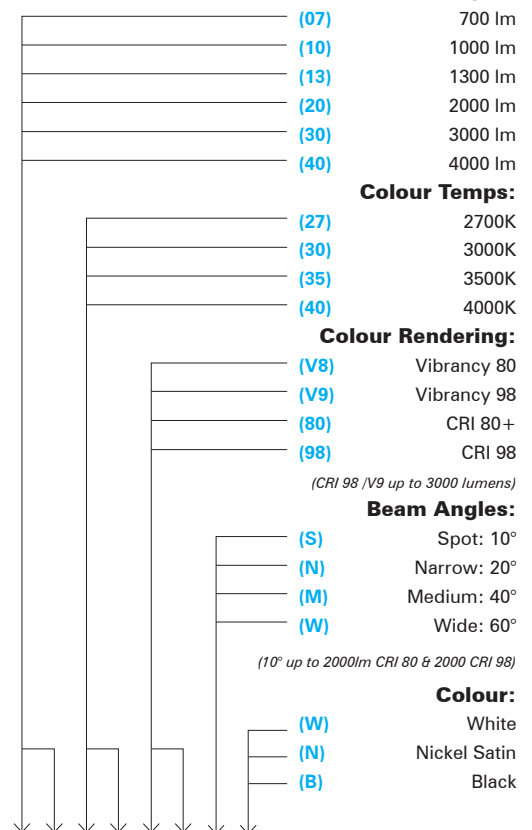 (07) 700 lm
(10) 1000 lm
(13) 1300 lm
(20) 2000 lm
(30) 3000 lm
(40) 4000 lm
Colour Temps:
(27) 2700K
(30) 3000K
(35) 3500K
(40) 4000K
Colour Rendering:
(V8) Vibrancy 80
(V9) Vibrancy 98
(80) CRI 80+
(98) CRI 98
(CRI 98 /V9 up to 3000 lumens)
Beam Angles:
(S) Spot: 10°
(N) Narrow: 20°
(M) Medium: 40°
(W) Wide: 60°
(10° up to 2000lm CRI 80 & 2000 CRI 98)
Colour:
(W) White
(N) Nickel Satin
(B) Black